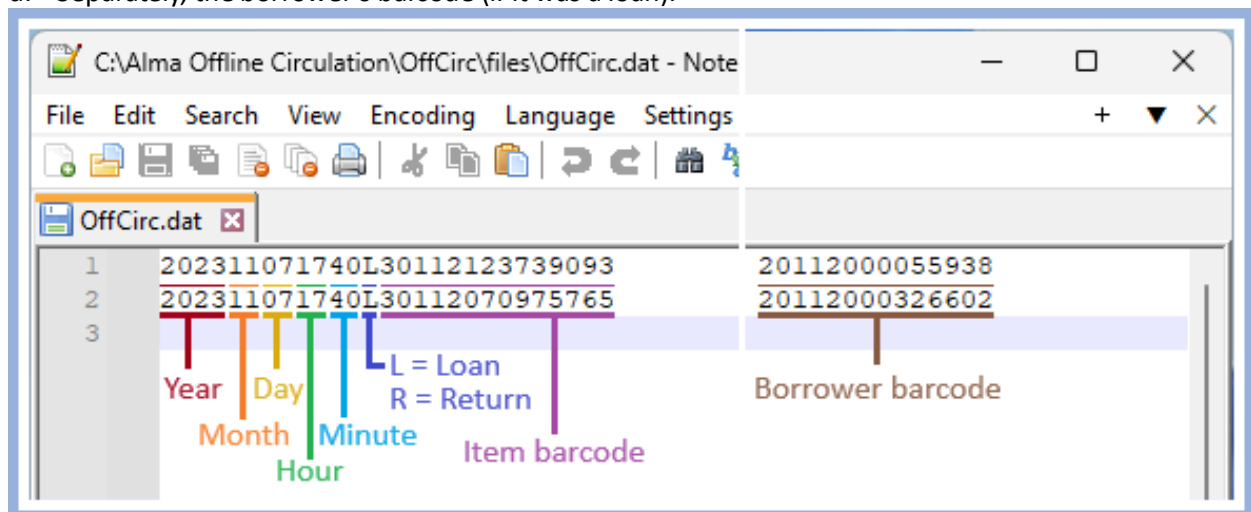 C:\Alma Offline Circulation\OffCirc\files\OffCirc.dat - Note
File Edit Search View Encoding Language Settings
OffCirc.dat
1 202311071740L30112123739093 20112000055938
2 202311071740L30112070975765 20112000326602
3
L = Loan
Year Day R = Return Borrower barcode
Month Minute Item barcode
Hour